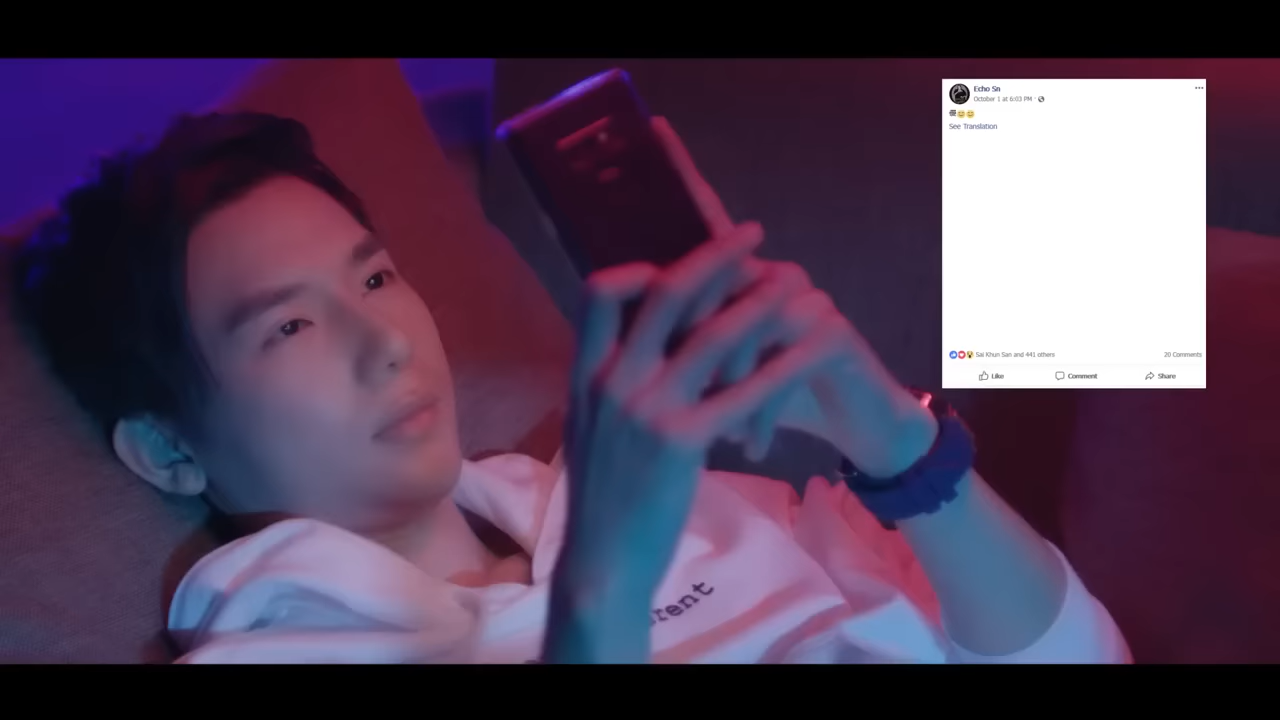 Echo Sn
October 1 at 6:03 PM ·
😊😊
See Translation
Sai Khun San and 441 others
20 Comments
Like
Comment
Share
rent